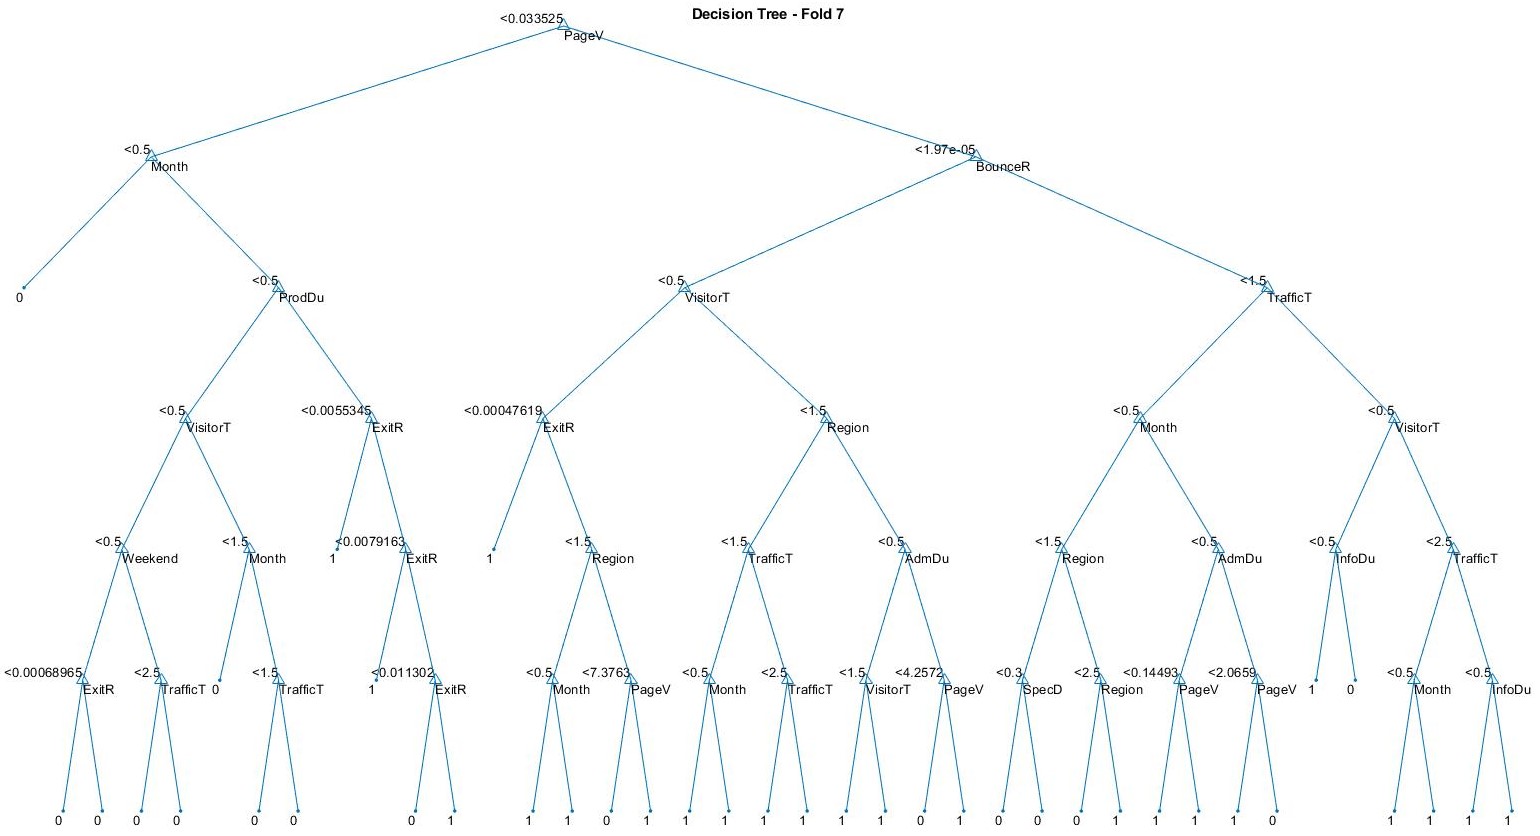 Decision Tree - Fold 7
<0.033525
PageV
<0.5
Month
<1.97e-05
BounceR
0
<0.5
ProdDu
<0.5
VisitorT
<1.5
TrafficT
<0.5
VisitorT
<0.0055345
ExitR
<0.00047619
ExitR
<1.5
Region
<0.5
Month
<0.5
VisitorT
<0.5
Weekend
<1.5
Month
1
<0.0079163
ExitR
1
<1.5
Region
<1.5
TrafficT
<0.5
AdmDu
<1.5
Region
<0.5
AdmDu
<0.5
InfoDu
<2.5
TrafficT
<0.00068965
ExitR
<2.5
TrafficT
0
<1.5
TrafficT
1
<0.011302
ExitR
<0.5
Month
<7.3763
PageV
<0.5
Month
<2.5
TrafficT
<1.5
VisitorT
<4.2572
PageV
<0.3
SpecD
<2.5
Region
<0.14493
PageV
<2.0659
PageV
1
0
<0.5
Month
<0.5
InfoDu
0 0 0 0 0 0 0 1 1 1 0 1 1 1 1 1 1 1 0 1 0 0 0 1 1 1 1 0 1 1 1 1